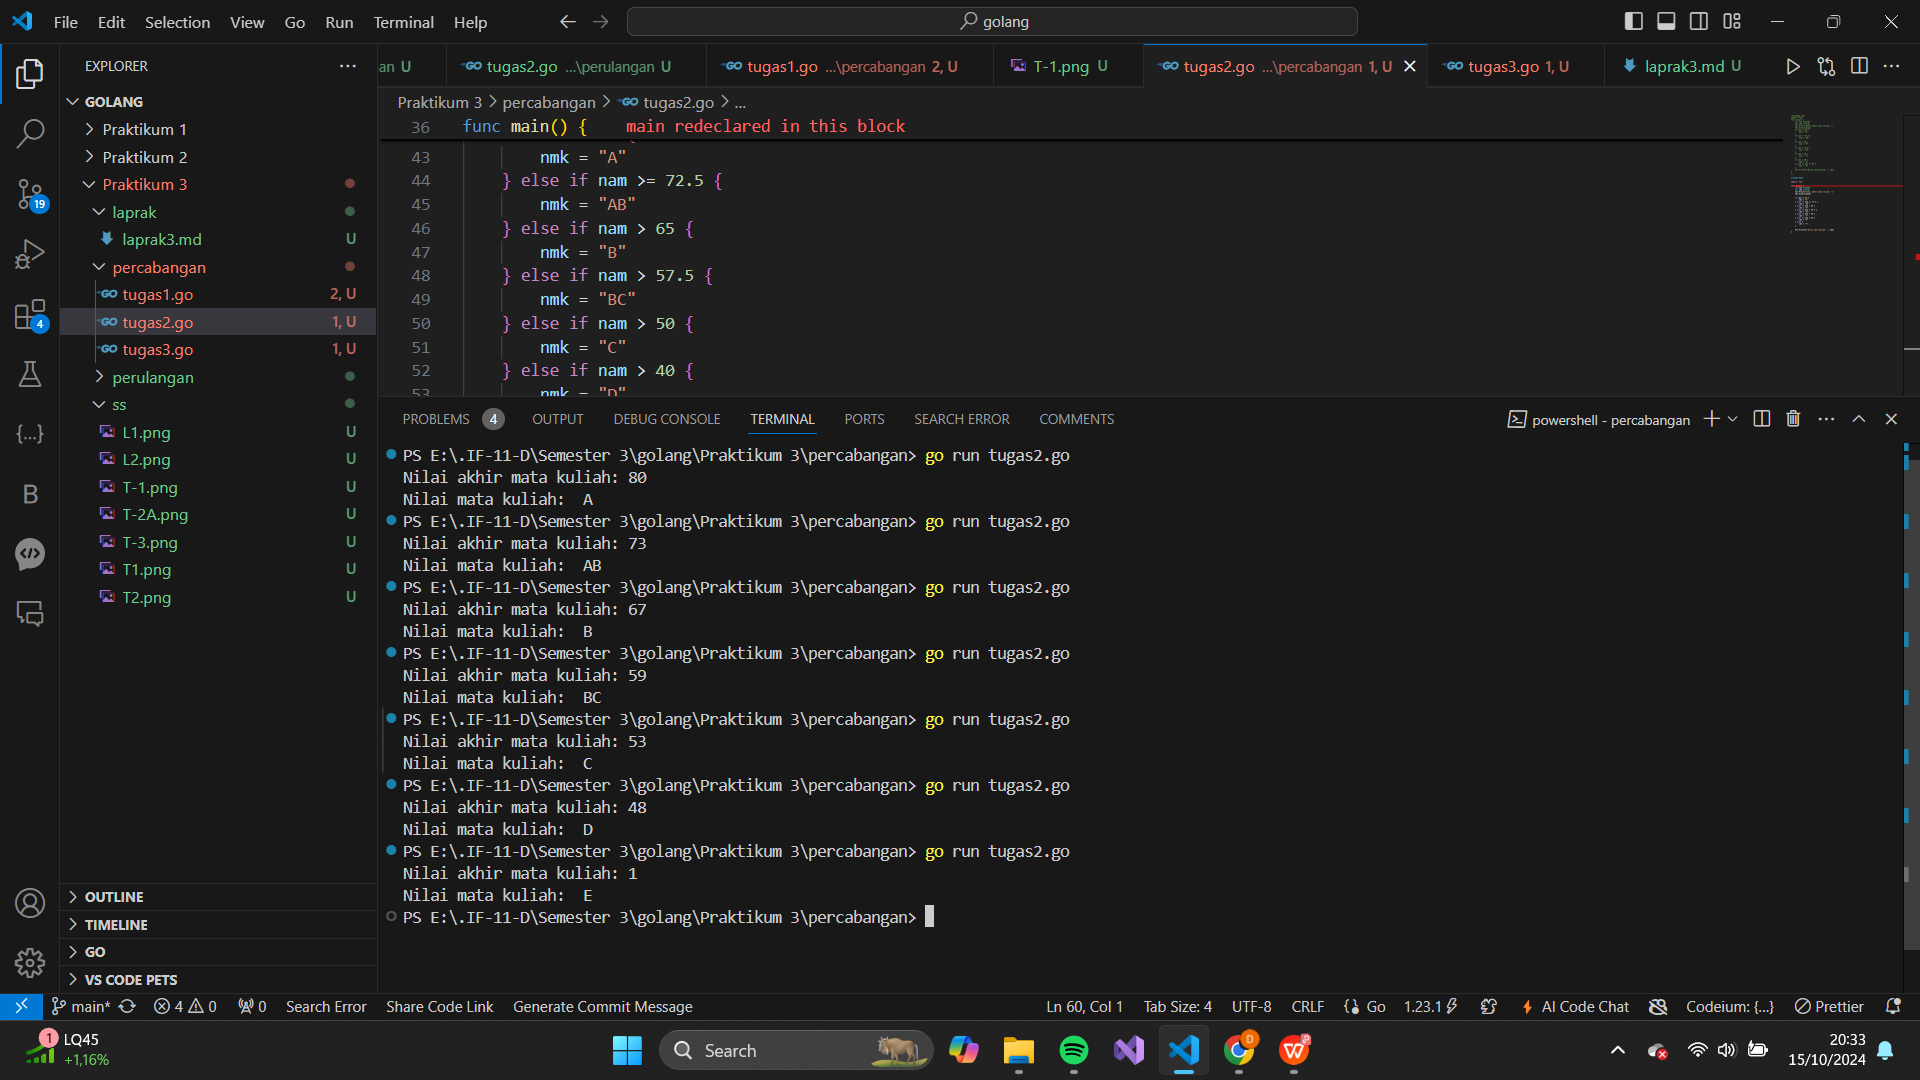 File Edit Selection View Go Run Terminal Help
golang
EXPLORER
GOLANG
Praktikum 1
Praktikum 2
Praktikum 3
laprak
laprak3.md U
percabangan
tugas1.go 2, U
tugas2.go 1, U
tugas3.go 1, U
perulangan
ss
L1.png U
L2.png U
T-1.png U
T-2A.png U
T-3.png U
T1.png U
T2.png U
OUTLINE
TIMELINE
GO
VS CODE PETS
19
4
an U
tugas2.go ...\perulangan U
tugas1.go ...\percabangan 2, U
T-1.png U
tugas2.go ...\percabangan 1, U
tugas3.go 1, U
laprak3.md U
Praktikum 3 > percabangan > tugas2.go > ...
36 func main() { main redeclared in this block
43 nmk = "A"
44 } else if nam >= 72.5 {
45 nmk = "AB"
46 } else if nam > 65 {
47 nmk = "B"
48 } else if nam > 57.5 {
49 nmk = "BC"
50 } else if nam > 50 {
51 nmk = "C"
52 } else if nam > 40 {
53 nmk = "D"
PROBLEMS 4 OUTPUT DEBUG CONSOLE TERMINAL PORTS SEARCH ERROR COMMENTS
powershell - percabangan
PS E:\.IF-11-D\Semester 3\golang\Praktikum 3\percabangan> go run tugas2.go
Nilai akhir mata kuliah: 80
Nilai mata kuliah:  A
PS E:\.IF-11-D\Semester 3\golang\Praktikum 3\percabangan> go run tugas2.go
Nilai akhir mata kuliah: 73
Nilai mata kuliah:  AB
PS E:\.IF-11-D\Semester 3\golang\Praktikum 3\percabangan> go run tugas2.go
Nilai akhir mata kuliah: 67
Nilai mata kuliah:  B
PS E:\.IF-11-D\Semester 3\golang\Praktikum 3\percabangan> go run tugas2.go
Nilai akhir mata kuliah: 59
Nilai mata kuliah:  BC
PS E:\.IF-11-D\Semester 3\golang\Praktikum 3\percabangan> go run tugas2.go
Nilai akhir mata kuliah: 53
Nilai mata kuliah:  C
PS E:\.IF-11-D\Semester 3\golang\Praktikum 3\percabangan> go run tugas2.go
Nilai akhir mata kuliah: 48
Nilai mata kuliah:  D
PS E:\.IF-11-D\Semester 3\golang\Praktikum 3\percabangan> go run tugas2.go
Nilai akhir mata kuliah: 1
Nilai mata kuliah:  E
PS E:\.IF-11-D\Semester 3\golang\Praktikum 3\percabangan>
main* 4 0 0 Search Error Share Code Link Generate Commit Message
Ln 60, Col 1 Tab Size: 4 UTF-8 CRLF Go 1.23.1 AI Code Chat Codeium: {...} Prettier
1
LQ45
+1,16%
Search
20:33
15/10/2024